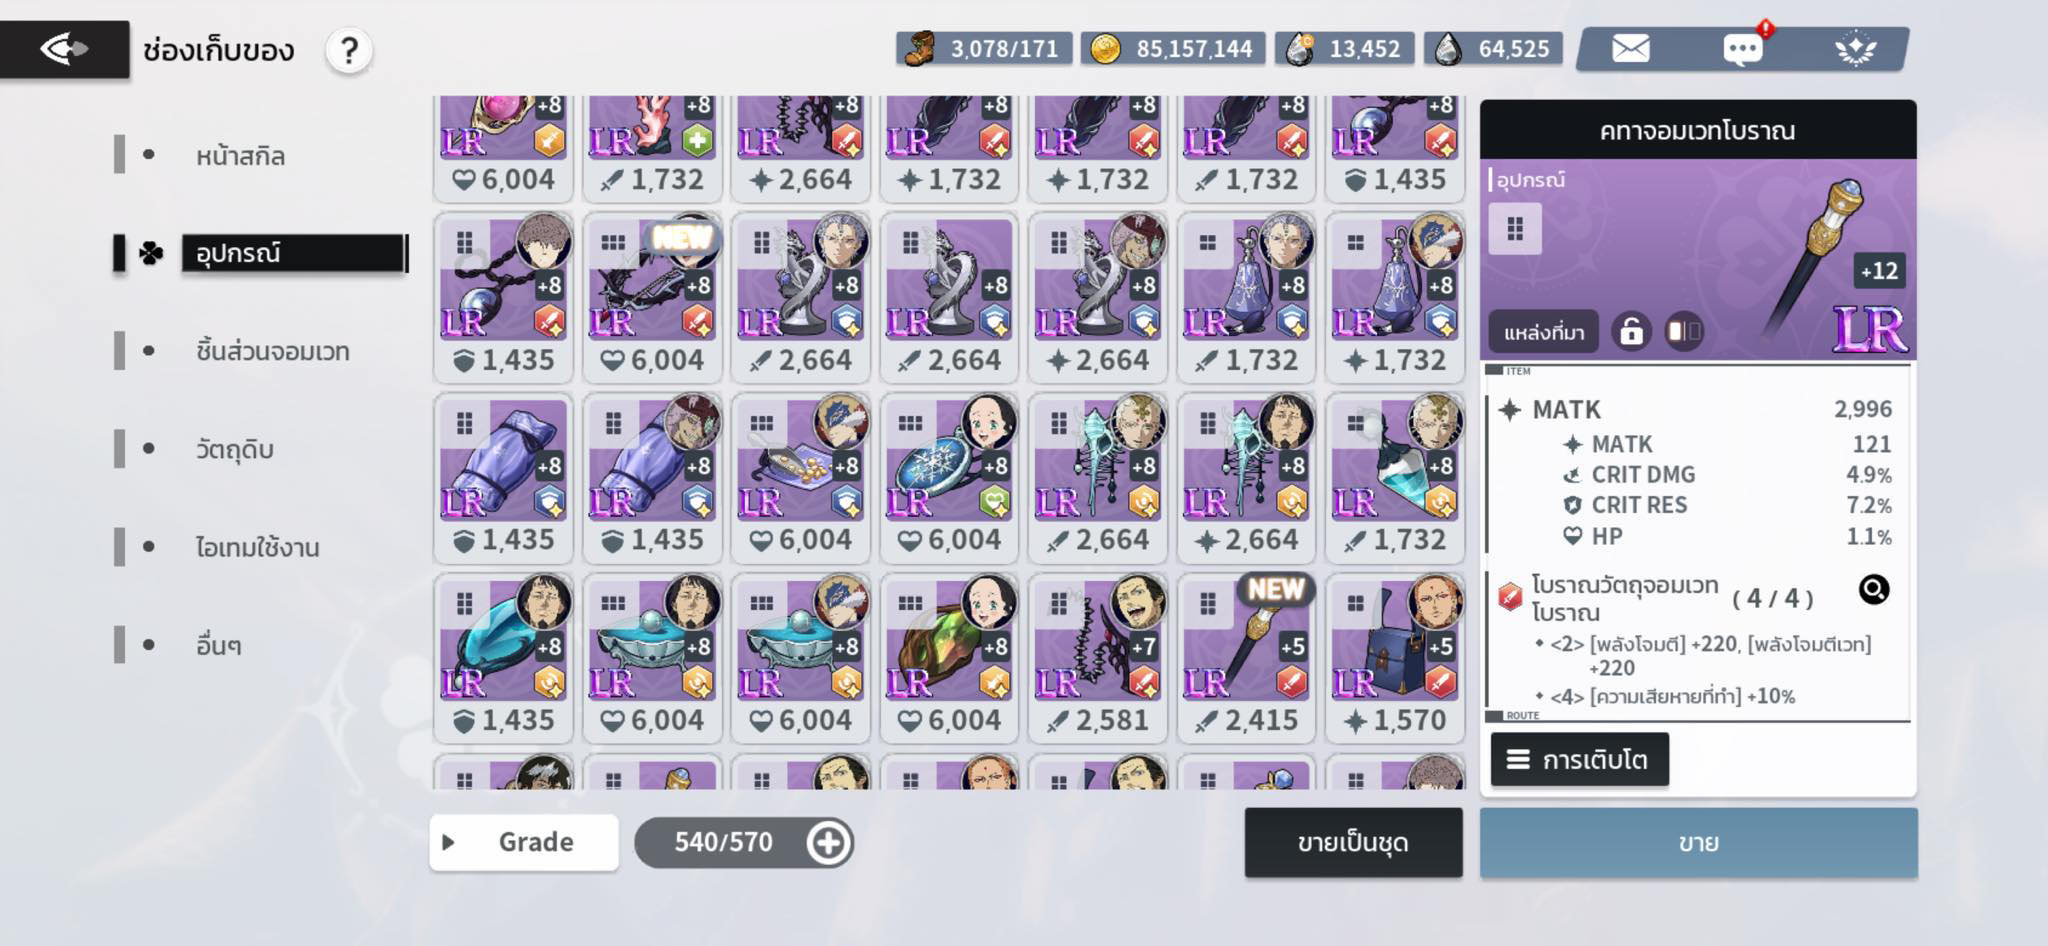 ช่องเก็บของ
?
3,078/171
85,157,144
13,452
64,525
!
หน้าสกิล
อุปกรณ์
ชิ้นส่วนจอมเวท
วัตถุดิบ
ไอเทมใช้งาน
อื่นๆ
+8 +8 +8 +8 +8 +8 +8
LR LR LR LR LR LR LR
6,004 1,732 2,664 1,732 1,732 1,732 1,435
NEW
+8 +8 +8 +8 +8 +8 +8
LR LR LR LR LR LR LR
1,435 6,004 2,664 2,664 2,664 1,732 1,732
+8 +8 +8 +8 +8 +8 +8
LR LR LR LR LR LR LR
1,435 1,435 6,004 6,004 2,664 2,664 1,732
NEW
+8 +8 +8 +8 +7 +5 +5
LR LR LR LR LR LR LR
1,435 6,004 6,004 6,004 2,581 2,415 1,570
Grade
540/570
ขายเป็นชุด
คทาจอมเวทโบราณ
อุปกรณ์
+12
แหล่งที่มา
LR
ITEM
MATK 2,996
MATK 121
CRIT DMG 4.9%
CRIT RES 7.2%
HP 1.1%
โบราณวัตถุจอมเวท
โบราณ
( 4 / 4 )
<2> [พลังโจมตี] +220, [พลังโจมตีเวท]
+220
<4> [ความเสียหายที่ทำ] +10%
ROUTE
การเติบโต
ขาย